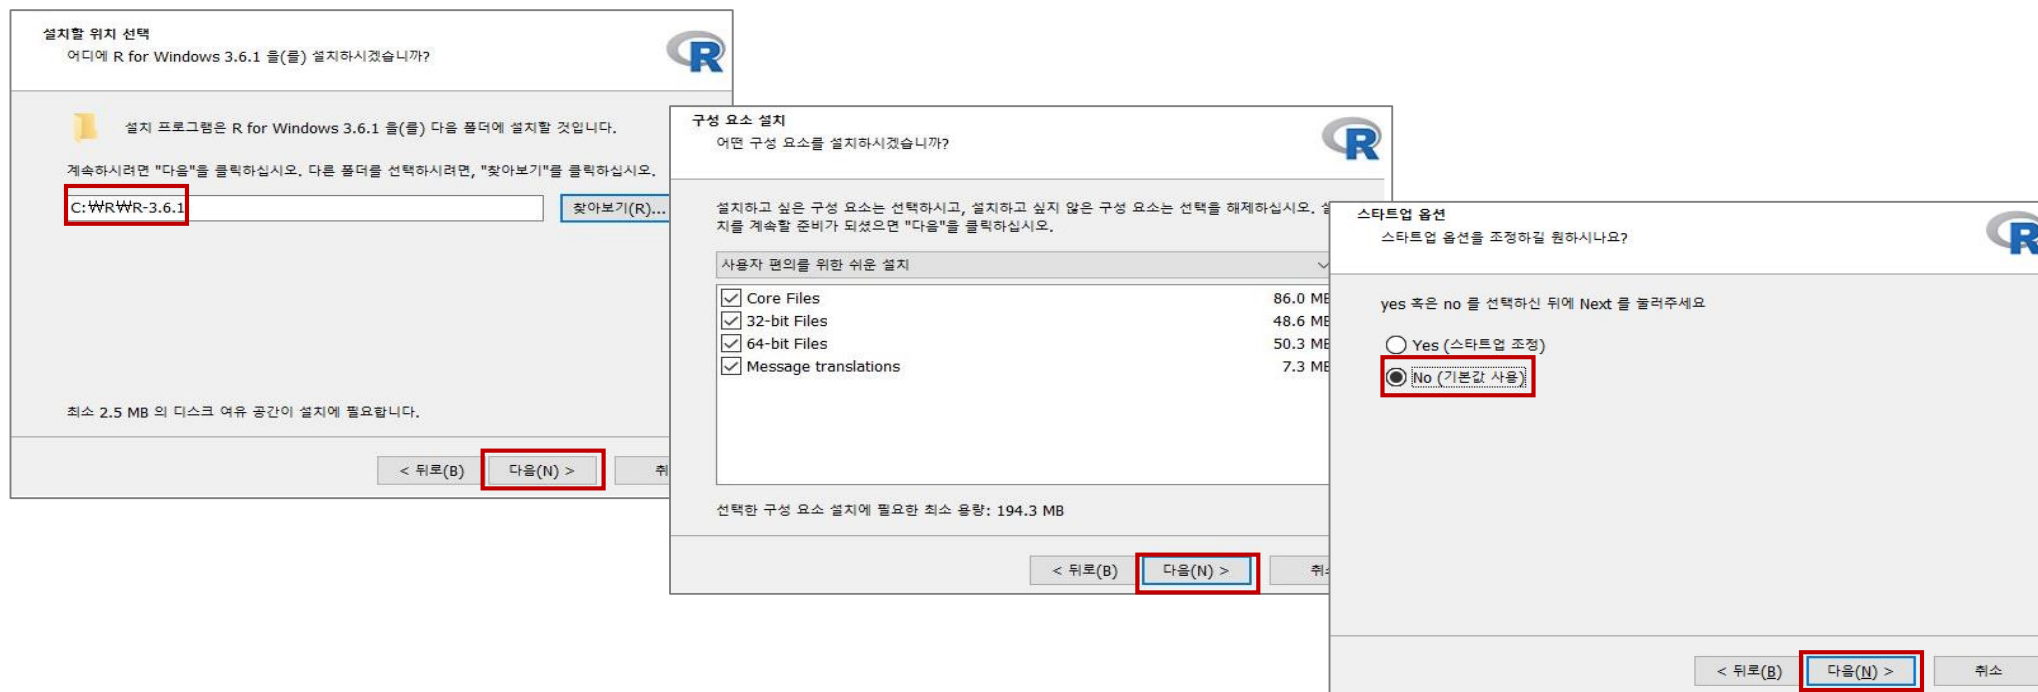 설치할 위치 선택
어디에 R for Windows 3.6.1 을(를) 설치하시겠습니까?
R
설치 프로그램은 R for Windows 3.6.1 을(를) 다음 폴더에 설치할 것입니다.
계속하시려면 "다음"을 클릭하십시오. 다른 폴더를 선택하시려면, "찾아보기"를 클릭하십시오.
C:₩R₩R-3.6.1
찾아보기(R)...
최소 2.5 MB 의 디스크 여유 공간이 설치에 필요합니다.
< 뒤로(B)
다음(N) >
취
구성 요소 설치
어떤 구성 요소를 설치하시겠습니까?
R
설치하고 싶은 구성 요소는 선택하시고, 설치하고 싶지 않은 구성 요소는 선택을 해제하십시오. 설
치를 계속할 준비가 되셨으면 "다음"을 클릭하십시오.
사용자 편의를 위한 쉬운 설치
Core Files 86.0 MB
32-bit Files 48.6 MB
64-bit Files 50.3 MB
Message translations 7.3 MB
선택한 구성 요소 설치에 필요한 최소 용량: 194.3 MB
< 뒤로(B)
다음(N) >
취소
스타트업 옵션
스타트업 옵션을 조정하길 원하시나요?
R
yes 혹은 no 를 선택하신 뒤에 Next 를 눌러주세요
Yes (스타트업 조정)
No (기본값 사용)
< 뒤로(B)
다음(N) >
취소